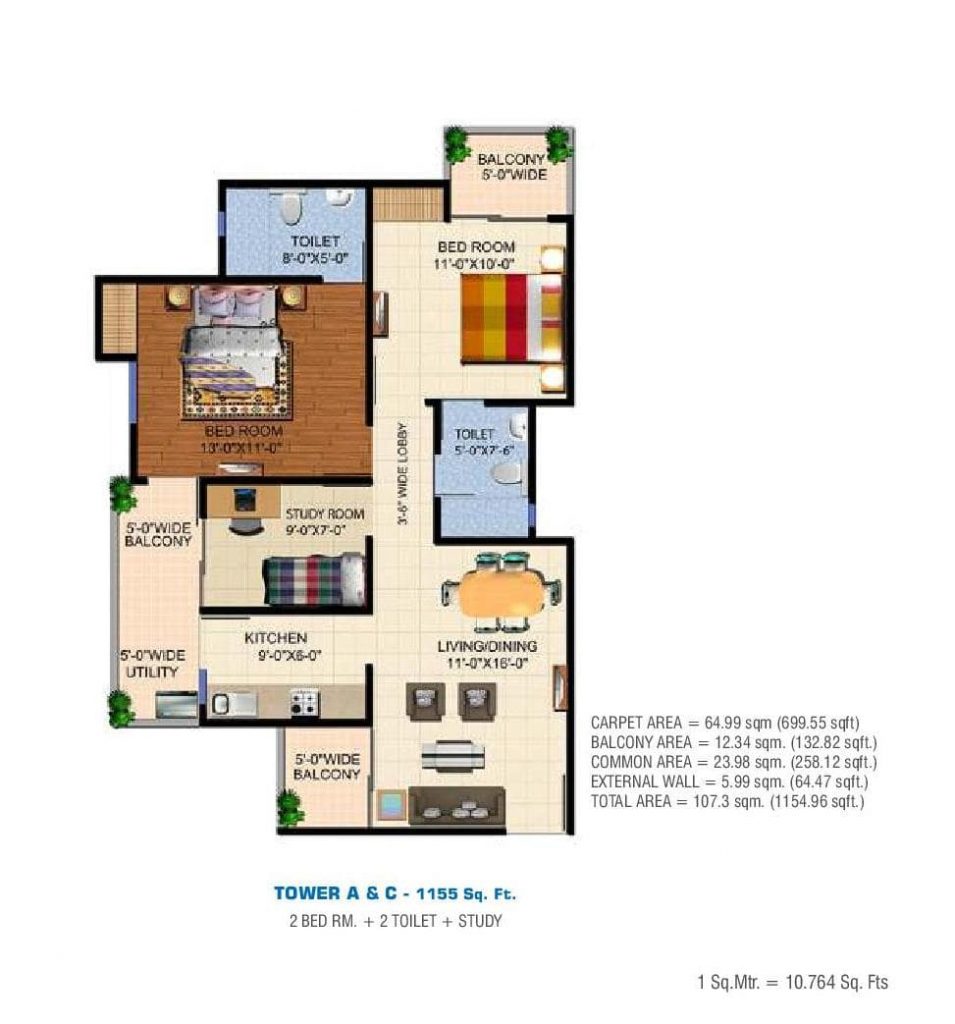 BALCONY
5'-0"WIDE
TOILET
8'-0"X5'-0"
BED ROOM
11'-0"X10'-0"
BED ROOM
13'-0"X11'-0"
TOILET
5'-0"X7'-6"
3'-6" WIDE LOBBY
STUDY ROOM
9'-0"X7'-0"
5'-0"WIDE
BALCONY
KITCHEN
9'-0"X6'-0"
5'-0"WIDE
UTILITY
LIVING/DINING
11'-0"X16'-0"
5'-0"WIDE
BALCONY
CARPET AREA = 64.99 sqm (699.55 sqft)
BALCONY AREA = 12.34 sqm. (132.82 sqft.)
COMMON AREA = 23.98 sqm. (258.12 sqft.)
EXTERNAL WALL = 5.99 sqm. (64.47 sqft.)
TOTAL AREA = 107.3 sqm. (1154.96 sqft.)
TOWER A & C - 1155 Sq. Ft.
2 BED RM. + 2 TOILET + STUDY
1 Sq.Mtr. = 10.764 Sq. Fts